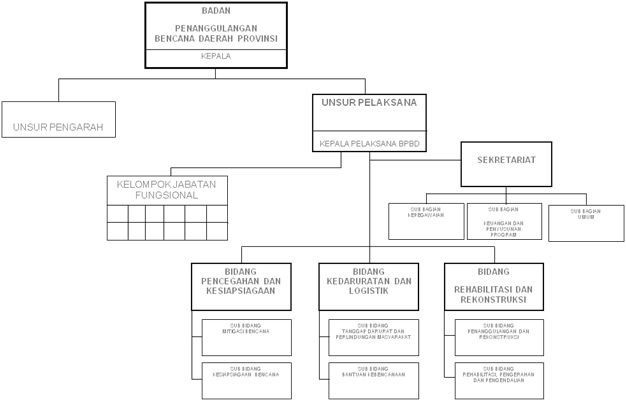 BADAN
PENANGGULANGAN
BENCANA DAERAH PROVINSI
KEPALA
UNSUR PENGARAH
UNSUR PELAKSANA
KEPALA PELAKSANA BPBD
SEKRETARIAT
KELOMPOK JABATAN
FUNGSIONAL
SUB BAGIAN
KEPEGAWAIAN
SUB BAGIAN
KEUANGAN DAN
PENYUSUNAN
PROGRAM
SUB BAGIAN
UMUM
BIDANG
PENCEGAHAN DAN
KESIAPSIAGAAN
BIDANG
KEDARURATAN DAN
LOGISTIK
BIDANG
REHABILITASI DAN
REKONSTRUKSI
SUB BIDANG
MITIGASI BENCANA
SUB BIDANG
TANGGAP DARURAT DAN
PERLINDUNGAN MASYARAKAT
SUB BIDANG
PENANGGULANGAN DAN
REKONSTRUKSI
SUB BIDANG
KESIAPSIAGAAN BENCANA
SUB BIDANG
BANTUAN KEBENCANAAN
SUB BIDANG
REHABILITASI, PENGERAHAN
DAN PENGENDALIAN